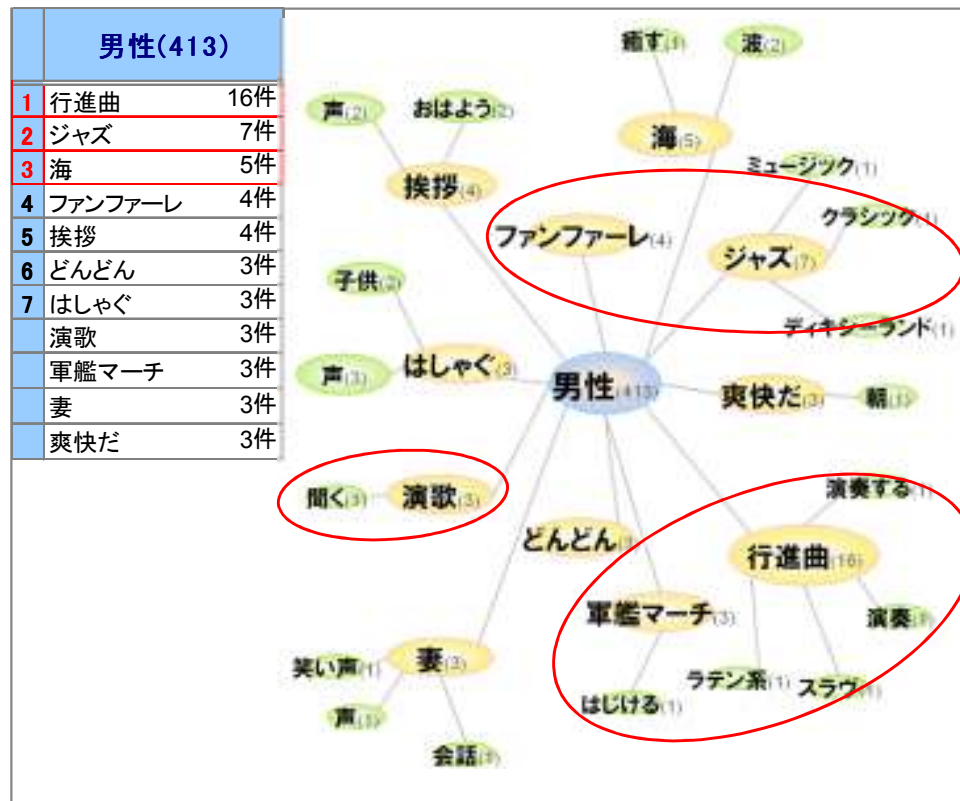 男性(413)
1 行進曲 16件
2 ジャズ 7件
3 海 5件
4 ファンファーレ 4件
5 挨拶 4件
6 どんどん 3件
7 はしゃぐ 3件
演歌 3件
軍艦マーチ 3件
妻 3件
爽快だ 3件
癒す(1)
波(2)
声(2)
おはよう(2)
海(5)
挨拶(4)
ミュージック(1)
クラシック(1)
ファンファーレ(4)
ジャズ(7)
子供(2)
ディキシーランド(1)
はしゃぐ(3)
声(3)
男性(413)
爽快だ(3)
朝(1)
聞く(3)
演歌(3)
演奏する(1)
どんどん(3)
行進曲(16)
軍艦マーチ(3)
演奏(1)
妻(3)
笑い声(1)
ラテン系(1)
スラヴ(1)
はじける(1)
声(1)
会話(1)